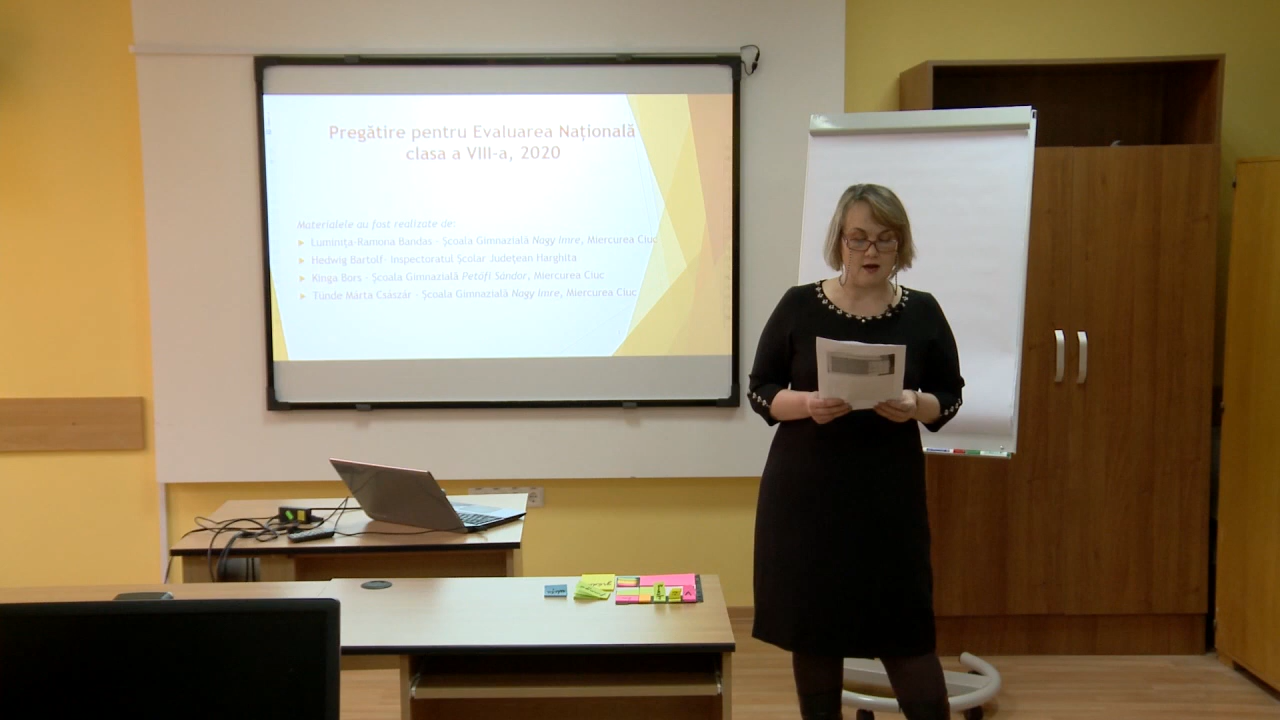 Pregătire pentru Evaluarea Națională
clasa a VIII-a, 2020
Materialele au fost realizate de:
Luminița-Ramona Bandas - Școala Gimnazială Nagy Imre, Miercurea Ciuc
Hedwig Bartolf- Inspectoratul Școlar Județean Harghita
Kinga Bors - Școala Gimnazială Petőfi Sándor, Miercurea Ciuc
Tünde Márta Császár - Școala Gimnazială Nagy Imre, Miercurea Ciuc